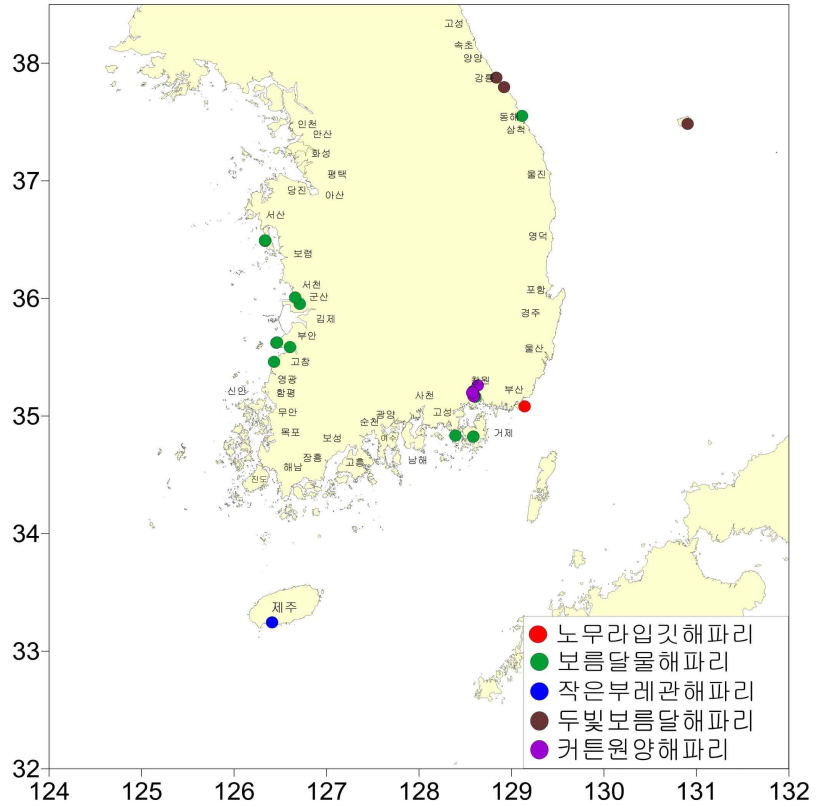 38
37
36
35
34
33
32
124
125
126
127
128
129
130
131
132
고성
속초
양양
강릉
동해
삼척
울진
영덕
포항
경주
울산
부산
창원
거제
고성
사천
남해
광양
여수
순천
고흥
보성
장흥
해남
진도
목포
무안
신안
함평
영광
고창
부안
김제
군산
서천
보령
서산
당진
아산
평택
화성
안산
인천
제주
노무라입깃해파리
보름달물해파리
작은부레관해파리
두빛보름달해파리
커튼원양해파리